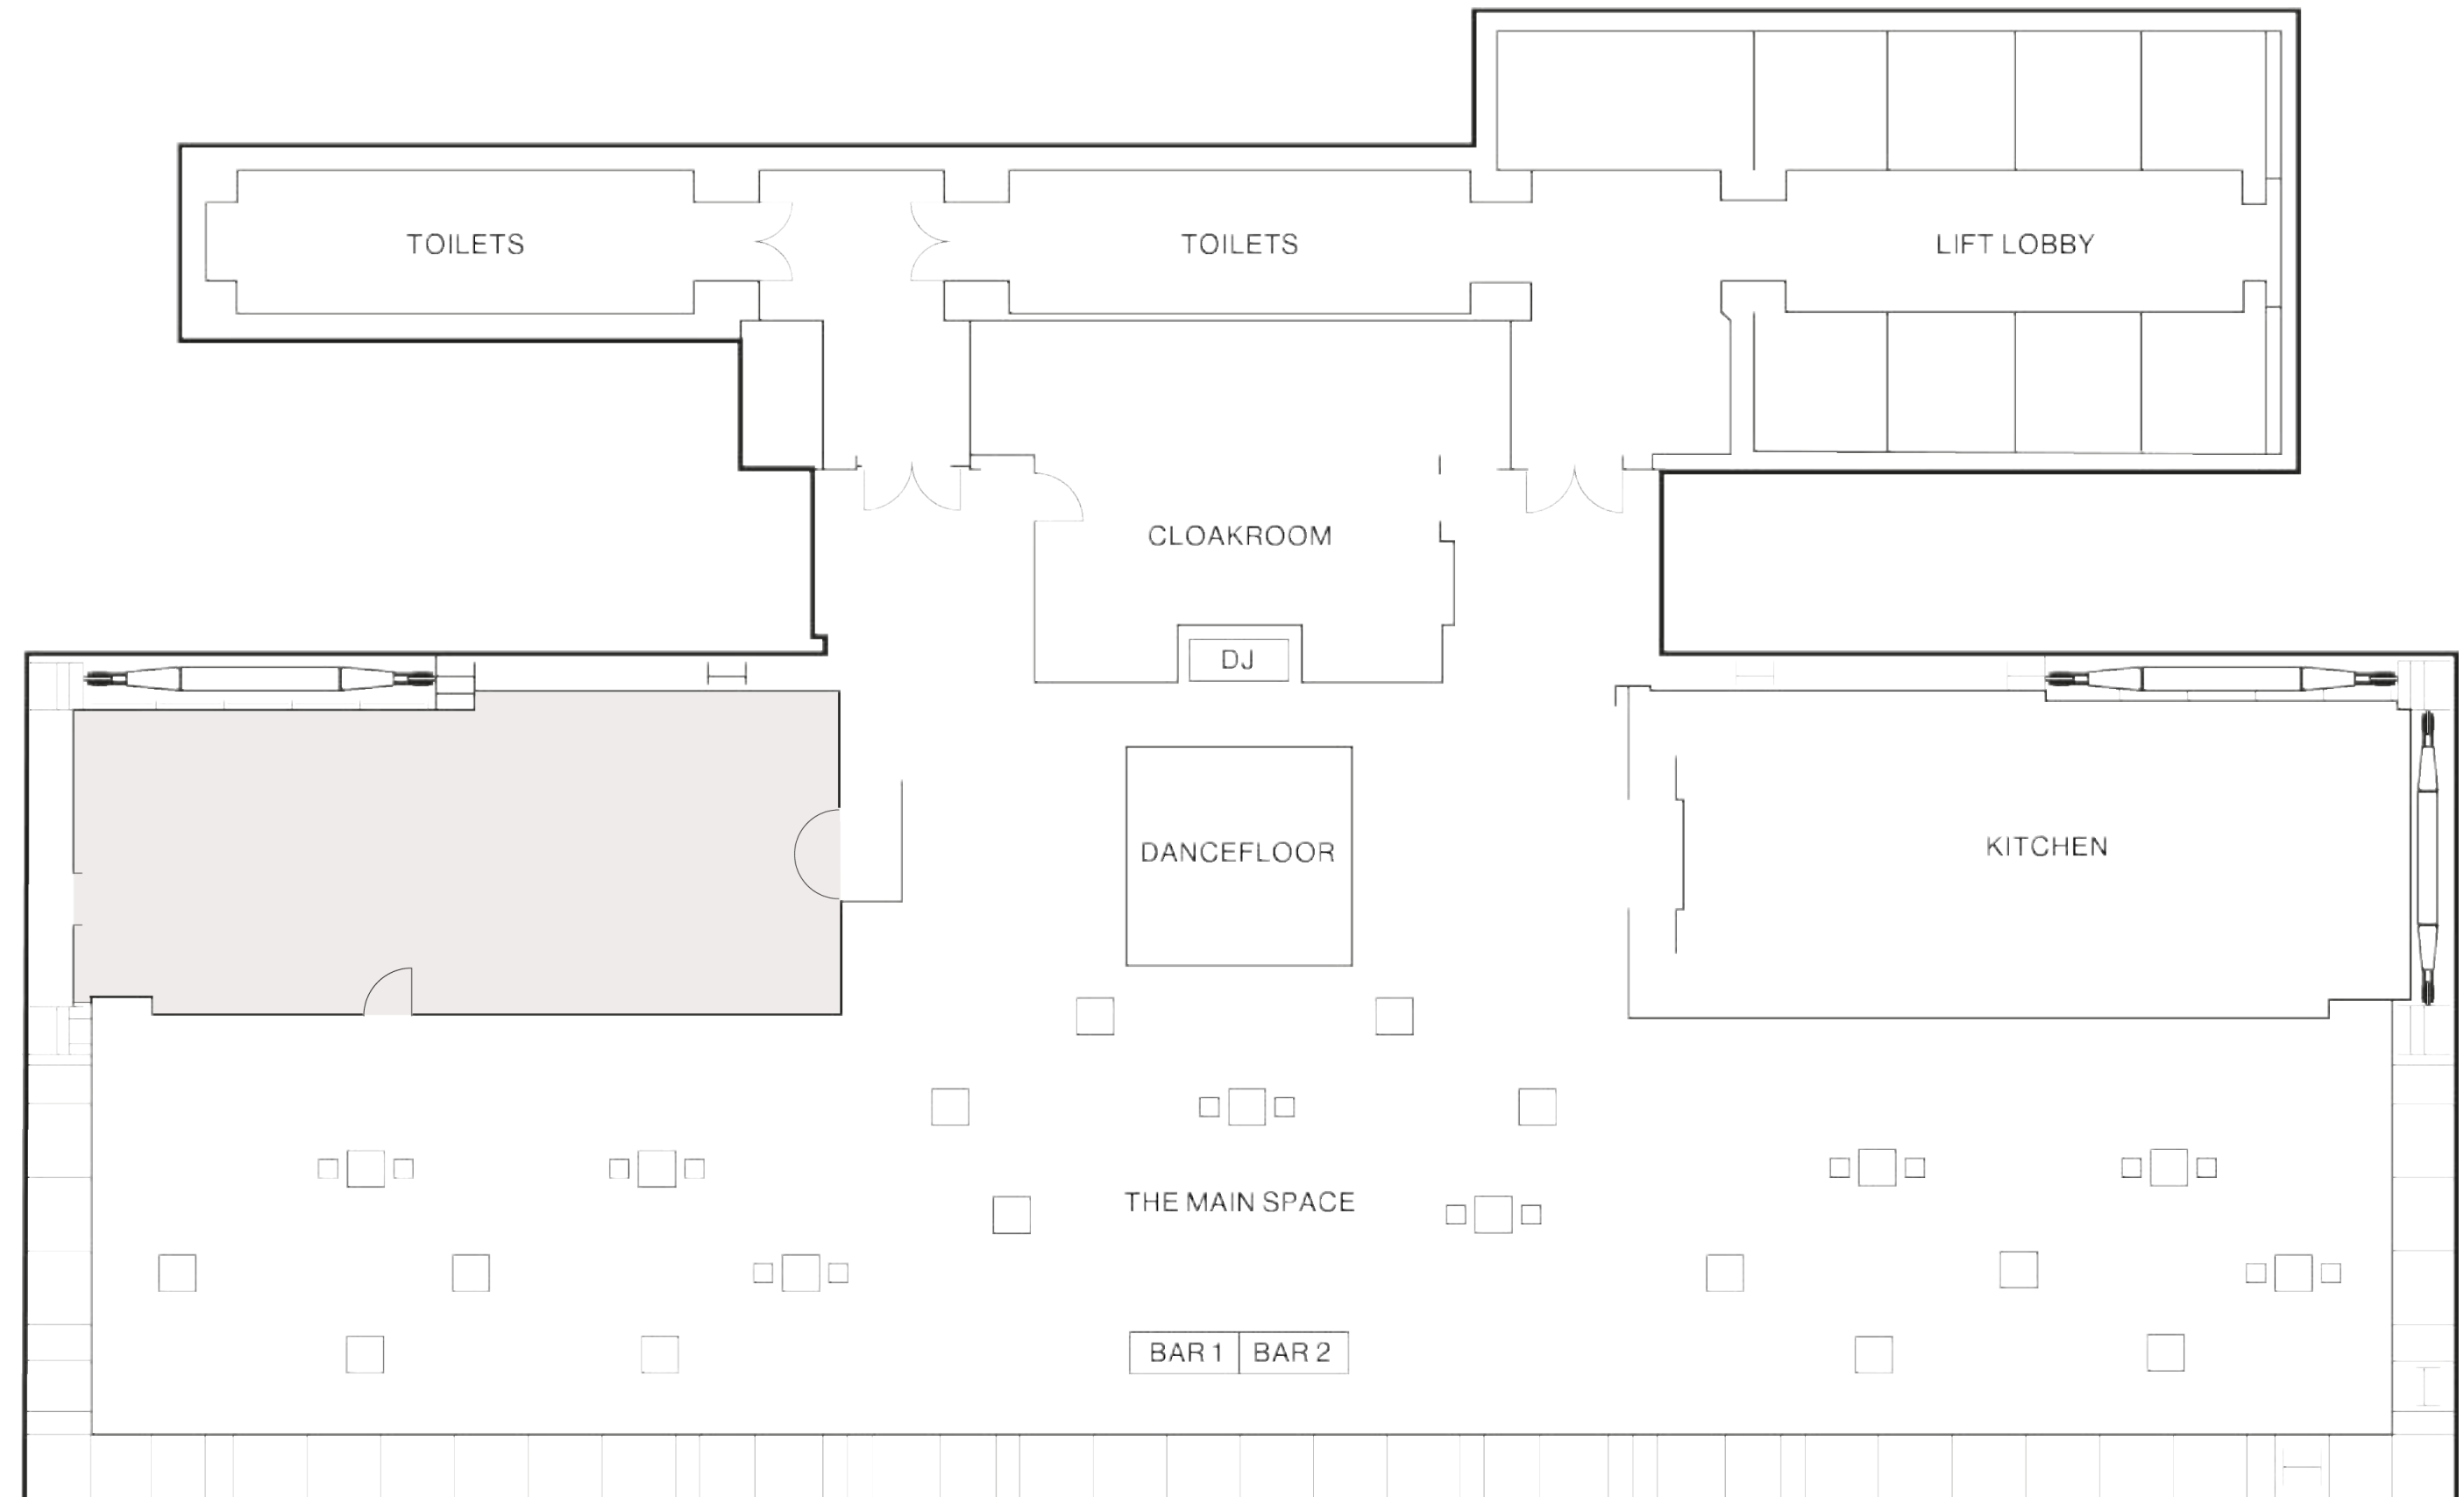 TOILETS
TOILETS
LIFT LOBBY
CLOAKROOM
DJ
DANCEFLOOR
KITCHEN
THE MAIN SPACE
BAR 1
BAR 2